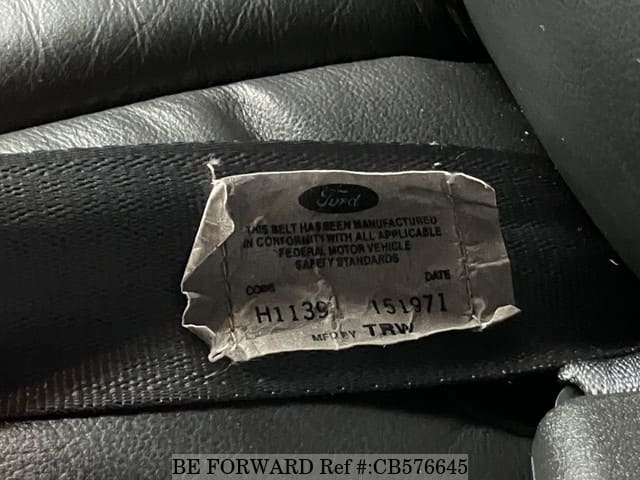 Ford
THIS BELT HAS BEEN MANUFACTURED
IN CONFORMITY WITH ALL APPLICABLE
FEDERAL MOTOR VEHICLE
SAFETY STANDARDS
CODE DATE
H1139 151971
MFD BY TRW
BE FORWARD Ref #:CB576645